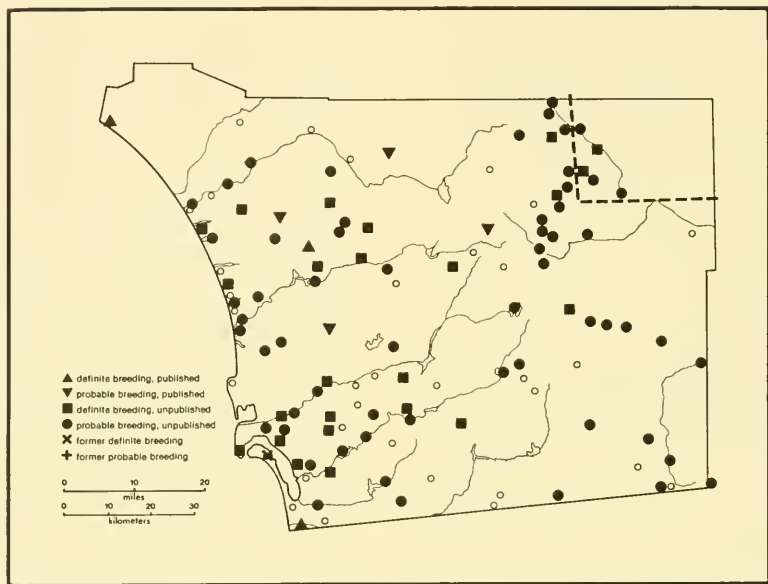 definite breeding, published
probable breeding, published
definite breeding, unpublished
probable breeding, unpublished
former definite breeding
former probable breeding
0 10 20
miles
0 10 20 30
kilometers